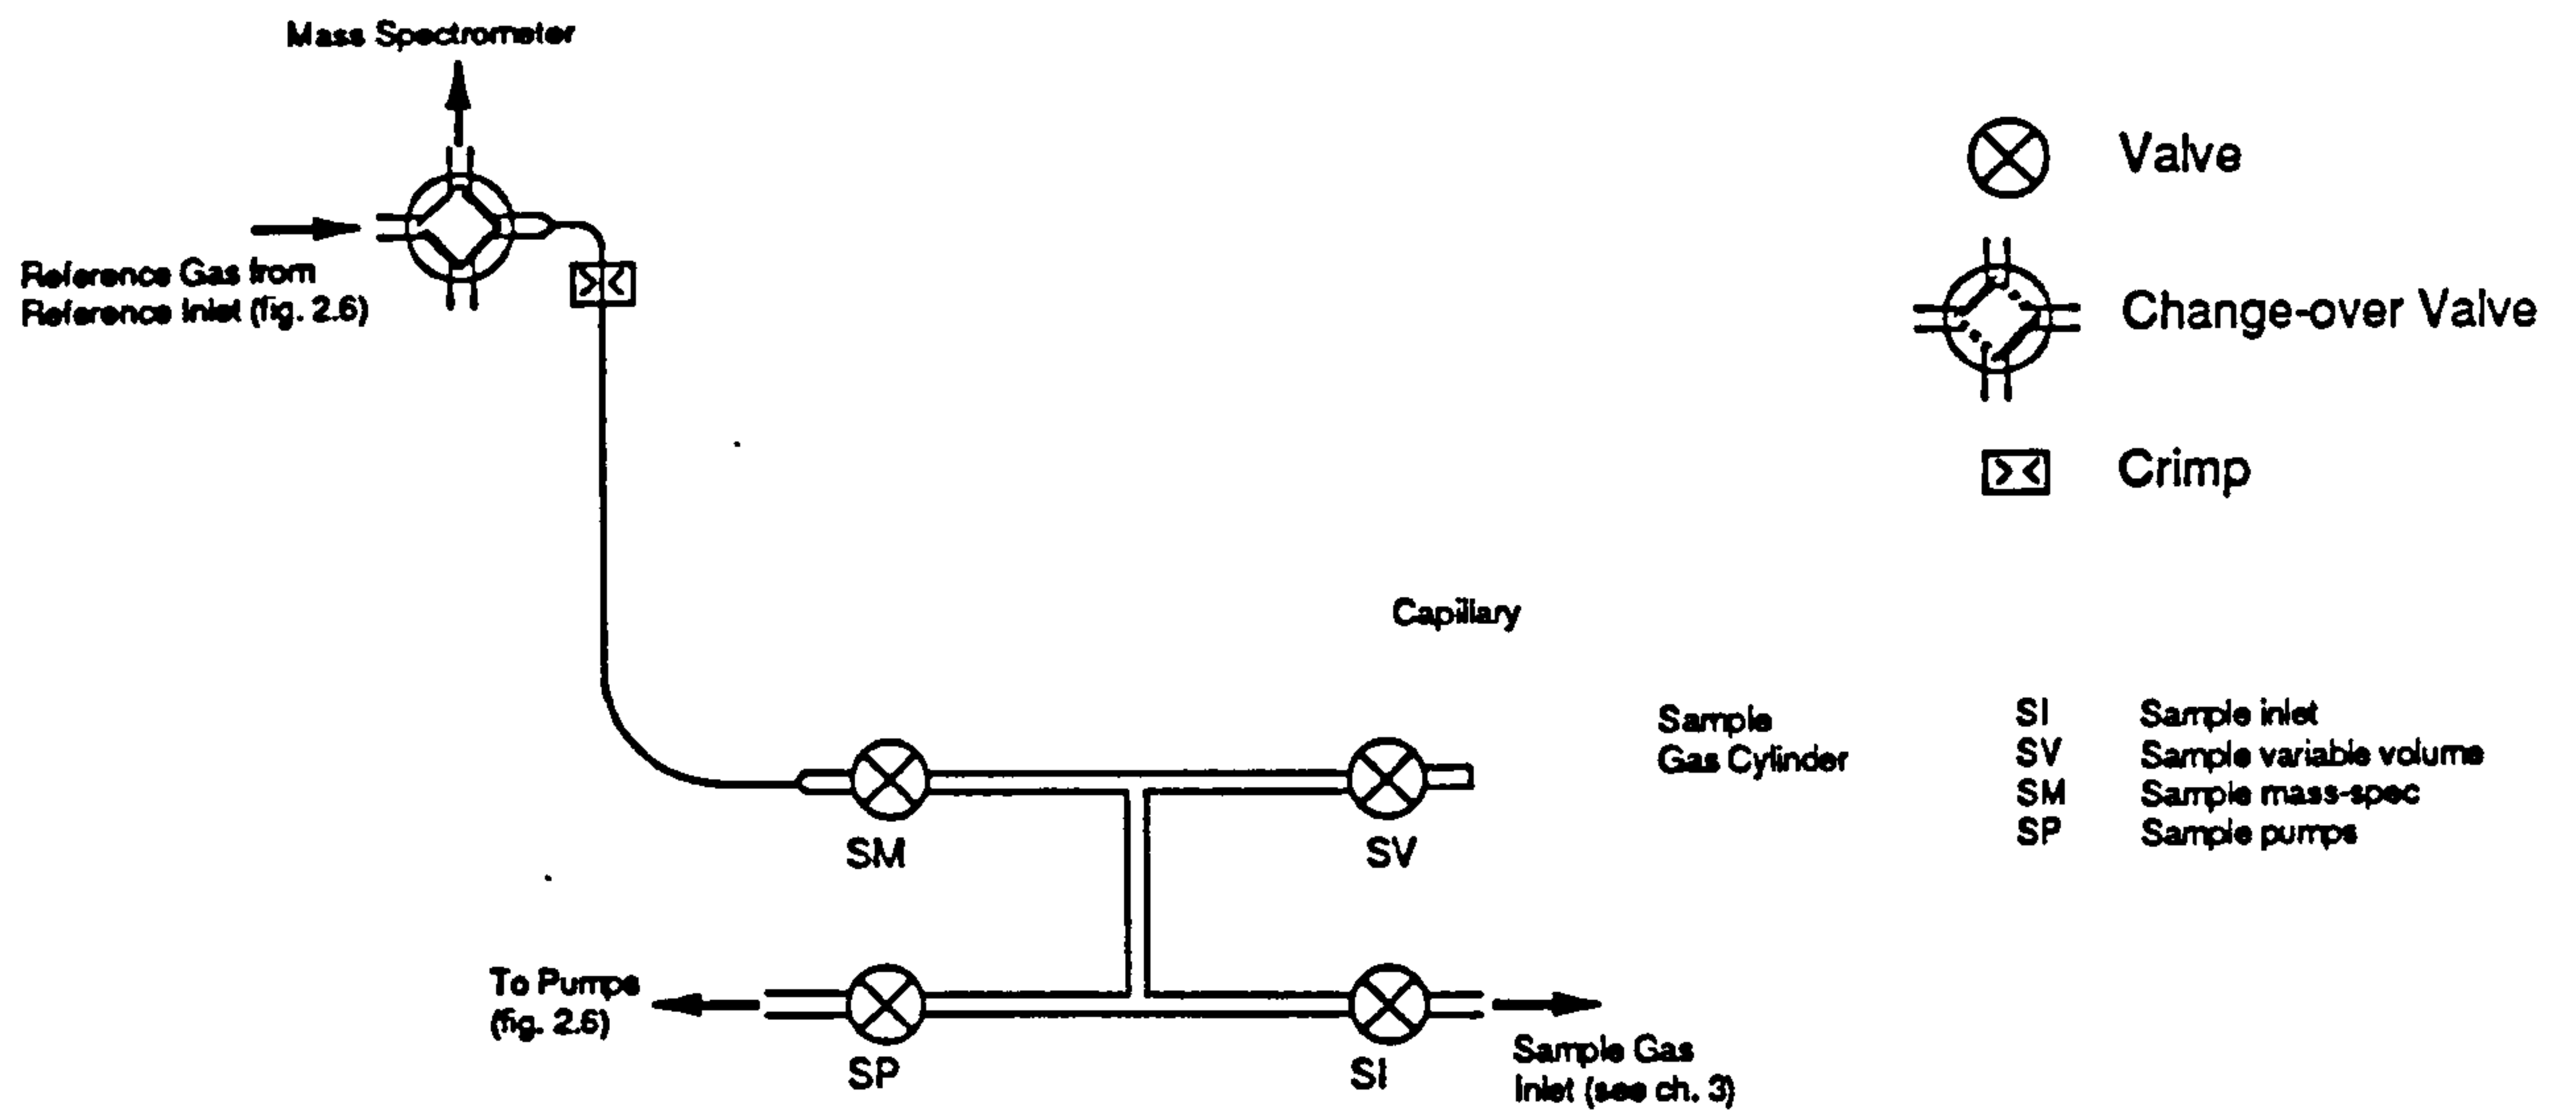 Mass Spectrometer
Reference Gas from
Reference Inlet (fig. 2.6)
Valve
Change-over Valve
Crimp
Capillary
Sample
Gas Cylinder
SI Sample inlet
SV Sample variable volume
SM Sample mass-spec
SP Sample pumps
SM
SV
To Pumps
(fig. 2.6)
SP
SI
Sample Gas
Inlet (see ch. 3)